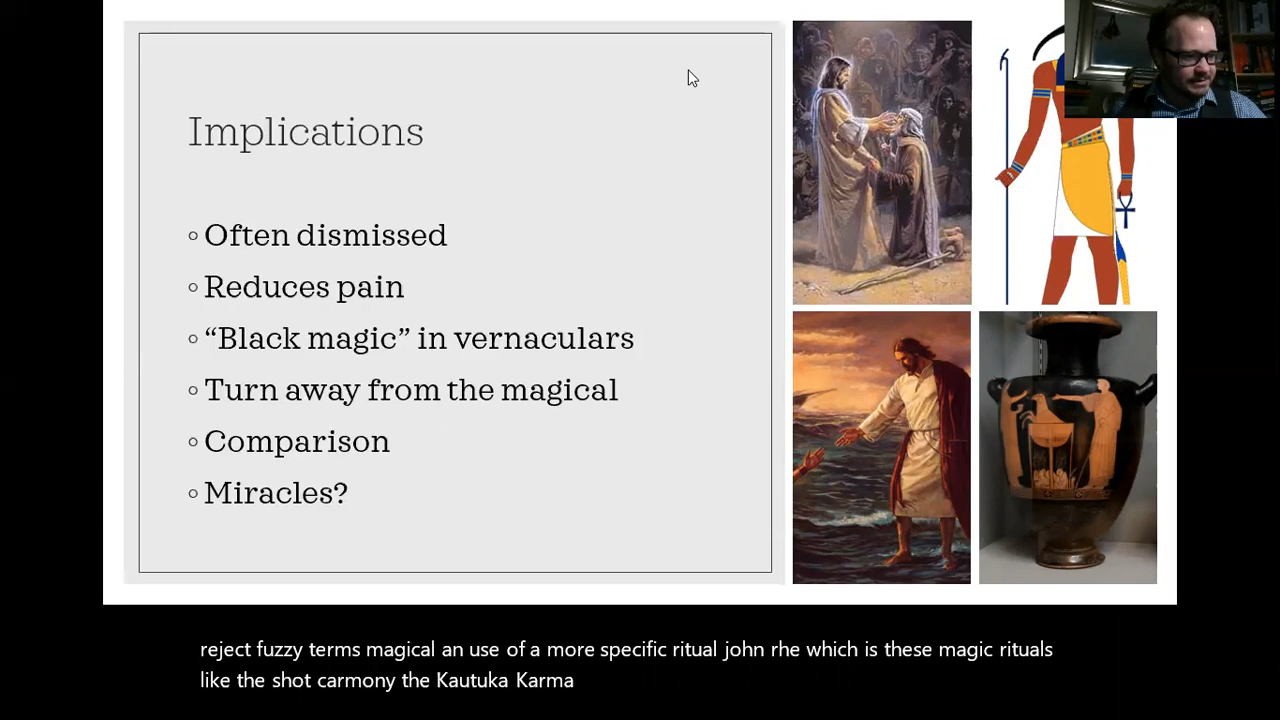 Implications
◦ Often dismissed
◦ Reduces pain
◦ “Black magic” in vernaculars
◦ Turn away from the magical
◦ Comparison
◦ Miracles?
reject fuzzy terms magical an use of a more specific ritual john rhe which is these magic rituals
like the shot carmony the Kautuka Karma